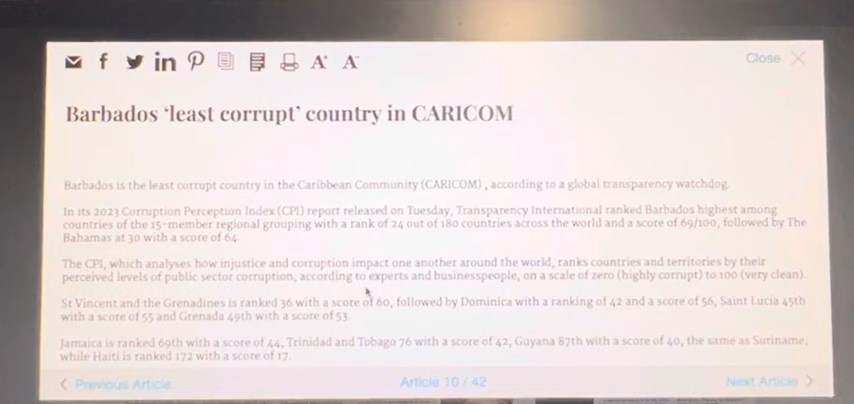 f in A+ A-
Close
Barbados ‘least corrupt’ country in CARICOM
Barbados is the least corrupt country in the Caribbean Community (CARICOM) , according to a global transparency watchdog.
In its 2023 Corruption Perception Index (CPI) report released on Tuesday, Transparency International ranked Barbados highest among
countries of the 15-member regional grouping with a rank of 24 out of 180 countries across the world and a score of 69/100, followed by The
Bahamas at 30 with a score of 64.
The CPI, which analyses how injustice and corruption impact one another around the world, ranks countries and territories by their
perceived levels of public sector corruption, according to experts and businesspeople, on a scale of zero (highly corrupt) to 100 (very clean).
St Vincent and the Grenadines is ranked 36 with a score of 60, followed by Dominica with a ranking of 42 and a score of 56, Saint Lucia 45th
with a score of 55 and Grenada 49th with a score of 53.
Jamaica is ranked 69th with a score of 44, Trinidad and Tobago 76 with a score of 42, Guyana 87th with a score of 40, the same as Suriname,
while Haiti is ranked 172 with a score of 17.
Previous Article
Article 10 / 42
Next Article